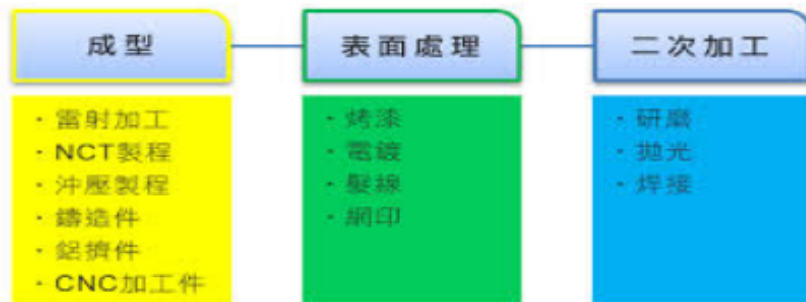 成型
・雷射加工
・NCT製程
・沖壓製程
・鑄造件
・鋁擠件
・CNC加工件
表面處理
・烤漆
・電鍍
・髮線
・網印
二次加工
・研磨
・拋光
・焊接